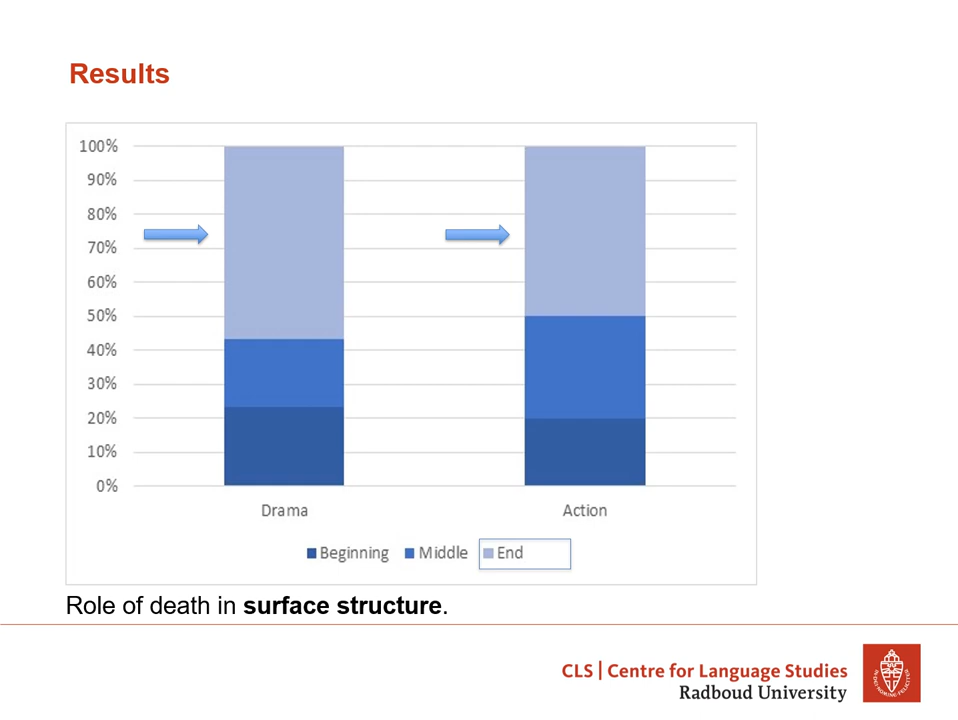 Results
100%
90%
80%
70%
60%
50%
40%
30%
20%
10%
0%
Drama Action
Beginning Middle End
Role of death in surface structure.
CLS | Centre for Language Studies
Radboud University